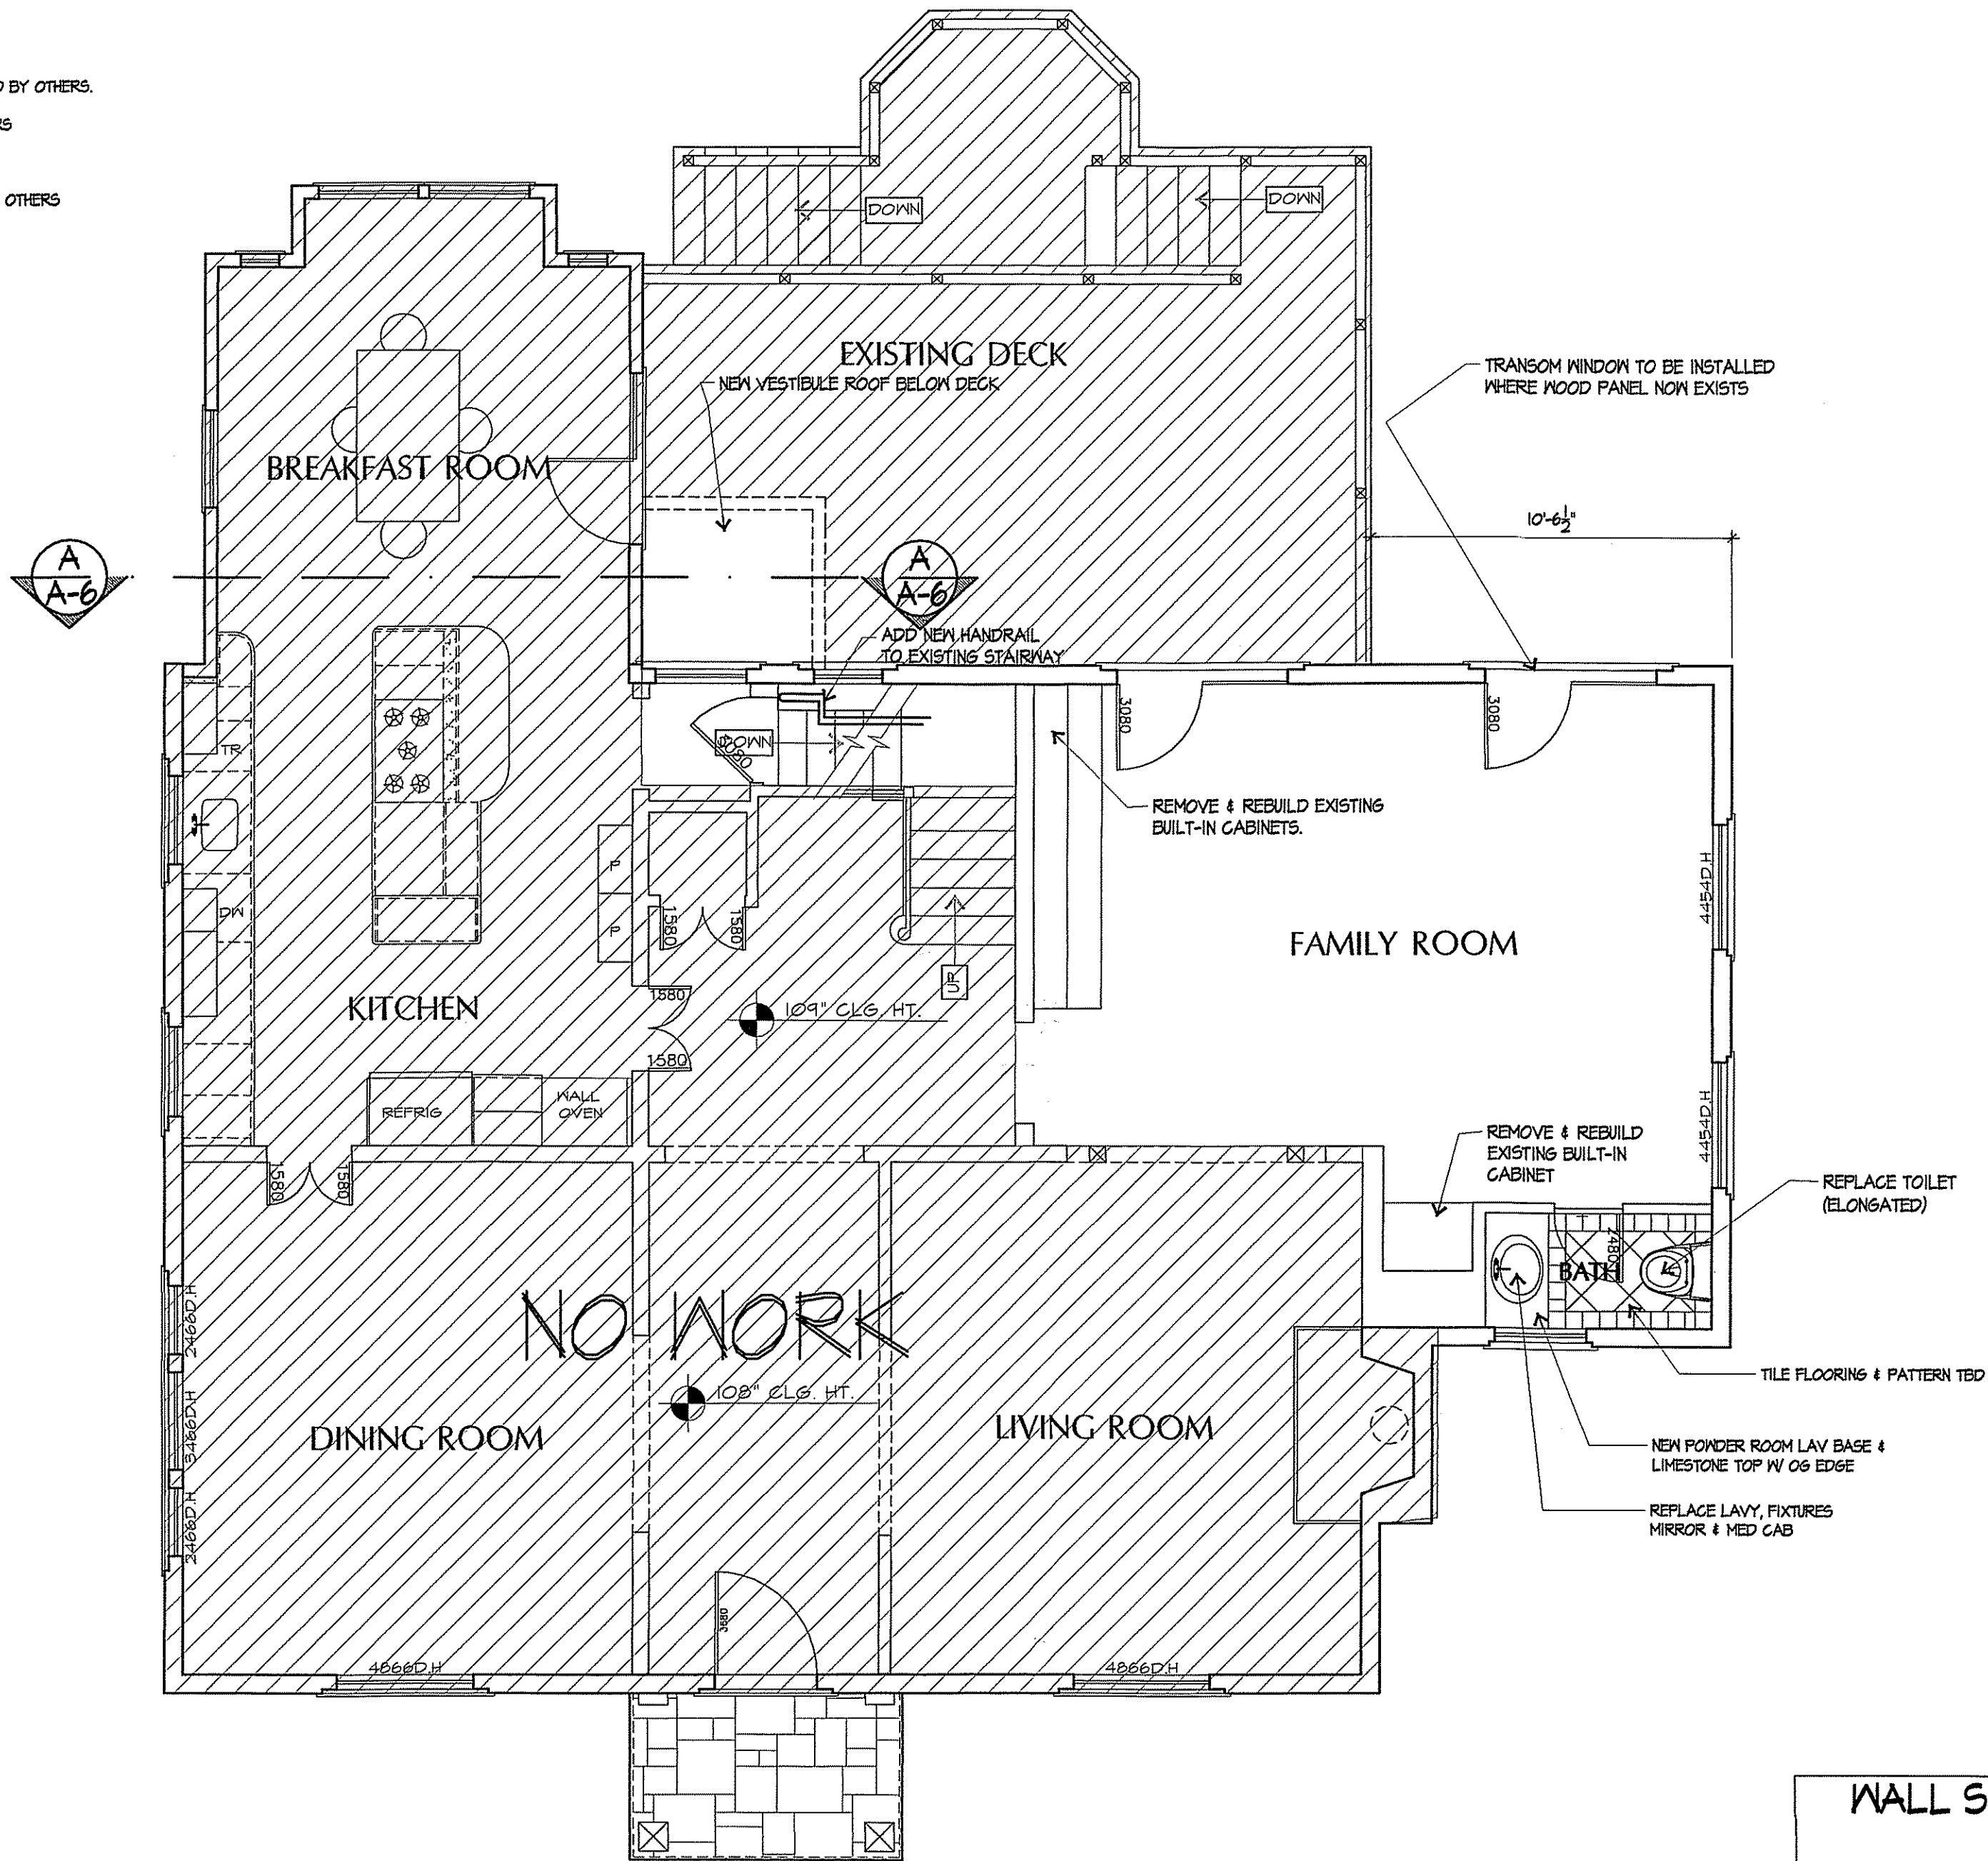 D BY OTHERS.
RS
OTHERS
DOWN
DOWN
EXISTING DECK
NEW VESTIBULE ROOF BELOW DECK
TRANSOM WINDOW TO BE INSTALLED
WHERE WOOD PANEL NOW EXISTS
BREAKFAST ROOM
10'-6½"
A
A-6
A
A-6
ADD NEW HANDRAIL
TO EXISTING STAIRWAY
3080
3080
DOWN
TR
REMOVE & REBUILD EXISTING
BUILT-IN CABINETS.
4454D.H
P
DW
P
1580
1580
FAMILY ROOM
UP
KITCHEN
1580
109" CLG. HT.
1580
REFRIG
WALL
OVEN
4454D.H
REMOVE & REBUILD
EXISTING BUILT-IN
CABINET
1580
1580
REPLACE TOILET
(ELONGATED)
2480
BATH
2466D.H
NO WORK
TILE FLOORING & PATTERN TBD
108" CLG. HT.
3466D.H
DINING ROOM
LIVING ROOM
NEW POWDER ROOM LAV BASE &
LIMESTONE TOP W/ OG EDGE
2466D.H
REPLACE LAVY, FIXTURES
MIRROR & MED CAB
3680
4866D.H
4866D.H
WALL S